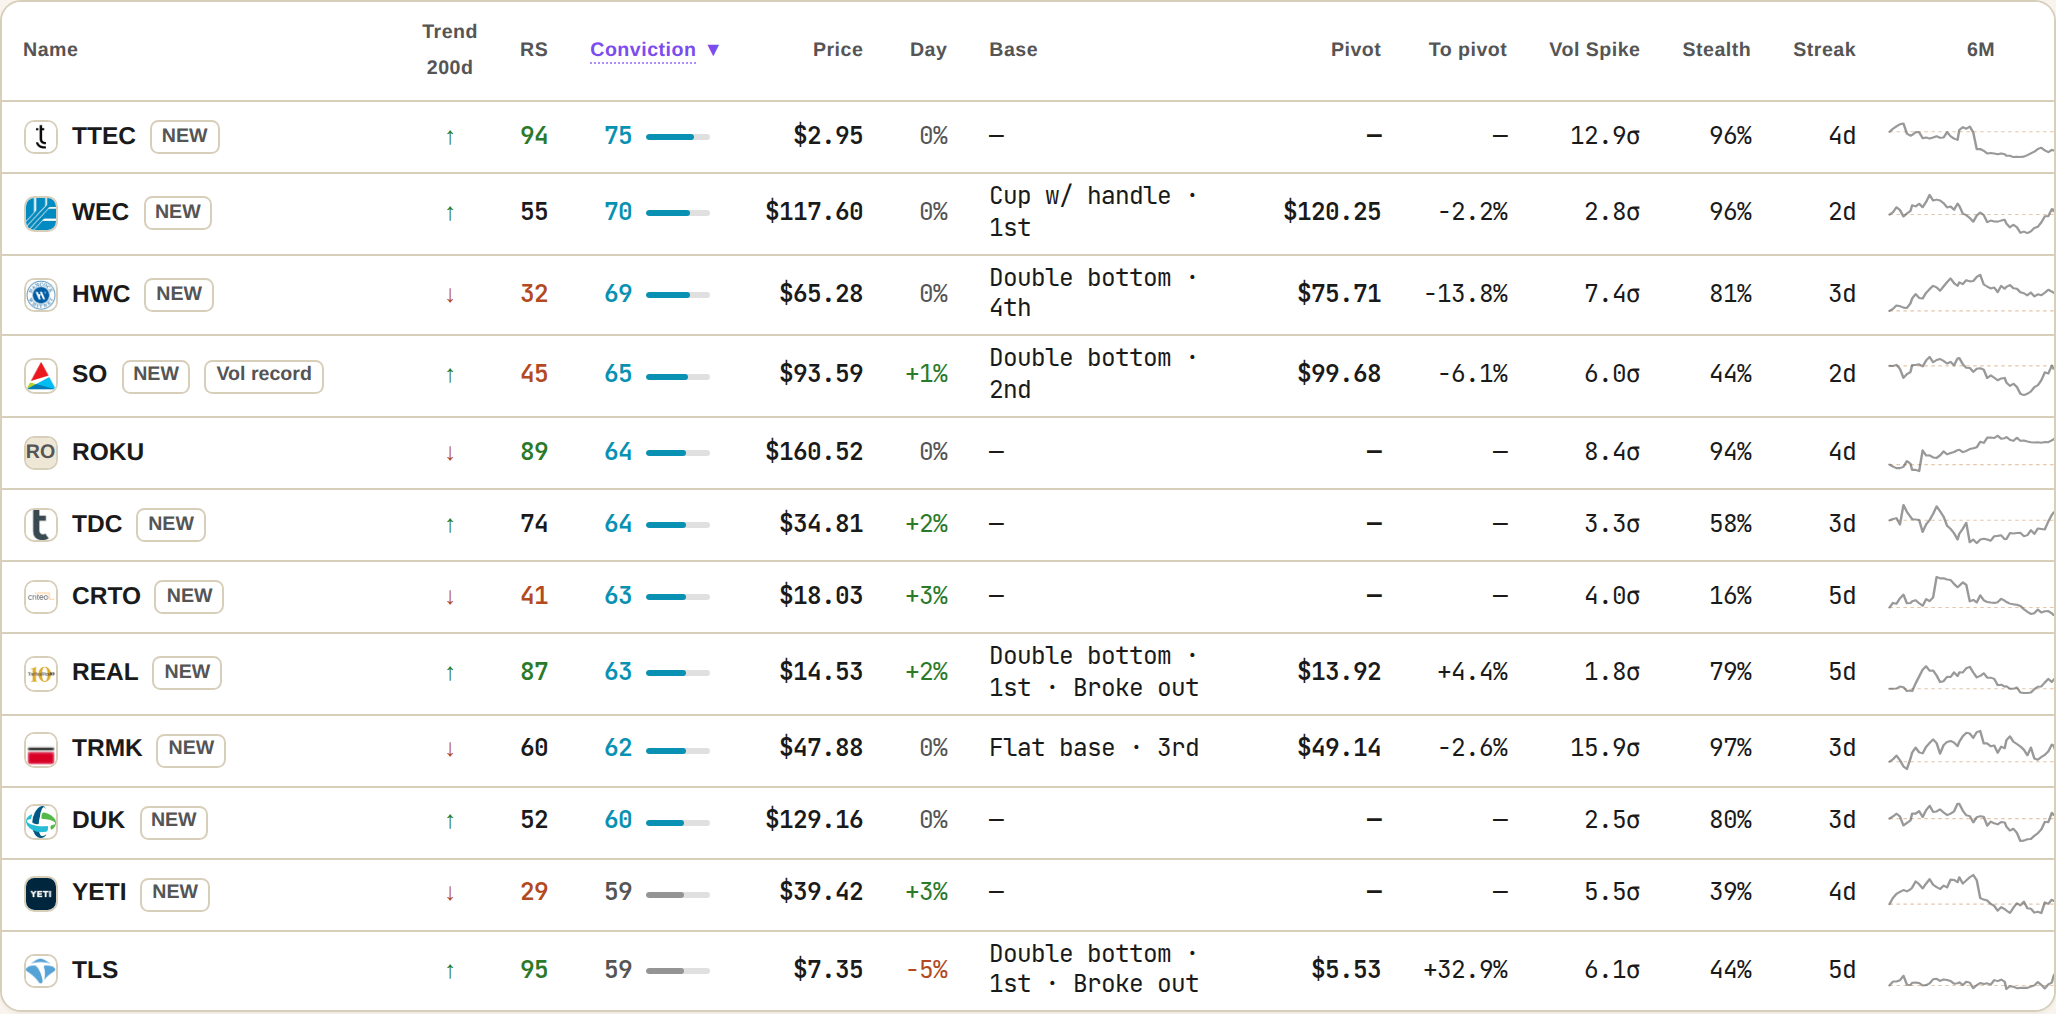 Name Trend 200d RS Conviction ▼ Price Day Base Pivot To pivot Vol Spike Stealth Streak 6M
TTEC NEW ↑ 94 75 $2.95 0% — — — 12.9σ 96% 4d
WEC NEW ↑ 55 70 $117.60 0% Cup w/ handle · 1st $120.25 -2.2% 2.8σ 96% 2d
HWC NEW ↓ 32 69 $65.28 0% Double bottom · 4th $75.71 -13.8% 7.4σ 81% 3d
SO NEW Vol record ↑ 45 65 $93.59 +1% Double bottom · 2nd $99.68 -6.1% 6.0σ 44% 2d
RO ROKU ↓ 89 64 $160.52 0% — — — 8.4σ 94% 4d
TDC NEW ↑ 74 64 $34.81 +2% — — — 3.3σ 58% 3d
criteo CRTO NEW ↓ 41 63 $18.03 +3% — — — 4.0σ 16% 5d
10 REAL NEW ↑ 87 63 $14.53 +2% Double bottom · 1st · Broke out $13.92 +4.4% 1.8σ 79% 5d
TRMK NEW ↓ 60 62 $47.88 0% Flat base · 3rd $49.14 -2.6% 15.9σ 97% 3d
DUK NEW ↑ 52 60 $129.16 0% — — — 2.5σ 80% 3d
YETI YETI NEW ↓ 29 59 $39.42 +3% — — — 5.5σ 39% 4d
TLS ↑ 95 59 $7.35 -5% Double bottom · 1st · Broke out $5.53 +32.9% 6.1σ 44% 5d